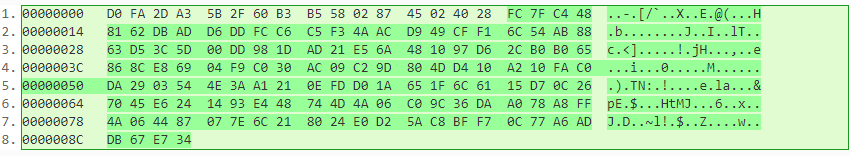 1. 00000000 D0 FA 2D A3 5B 2F 60 B3 B5 58 02 87 45 02 40 28 FC 7F C4 48 ..-.[/`..X..E.@(...H
2. 00000014 81 62 DB AD D6 DD FC C6 C5 F3 4A AC D9 49 CF F1 6C 54 AB 88 .b........J..I..lT..
3. 00000028 63 D5 3C 5D 00 DD 98 1D AD 21 E5 6A 48 10 97 D6 2C B0 B0 65 c.<].....!.jH...,..e
4. 0000003C 86 8C E8 69 04 F9 C0 30 AC 09 C2 9D 80 4D D4 10 A2 10 FA C0 ...i...0.....M......
5. 00000050 DA 29 03 54 4E 3A A1 21 0E FD D0 1A 65 1F 6C 61 15 D7 0C 26 .).TN:.!....e.la...&
6. 00000064 70 45 E6 24 14 93 E4 48 74 4D 4A 06 C0 9C 36 DA A0 78 A8 FF pE.$...HtMJ...6..x..
7. 00000078 4A 06 44 87 07 7E 6C 21 80 24 E0 D2 5A C8 BF F7 0C 77 A6 AD J.D..~l!.$..Z....w..
8. 0000008C DB 67 E7 34